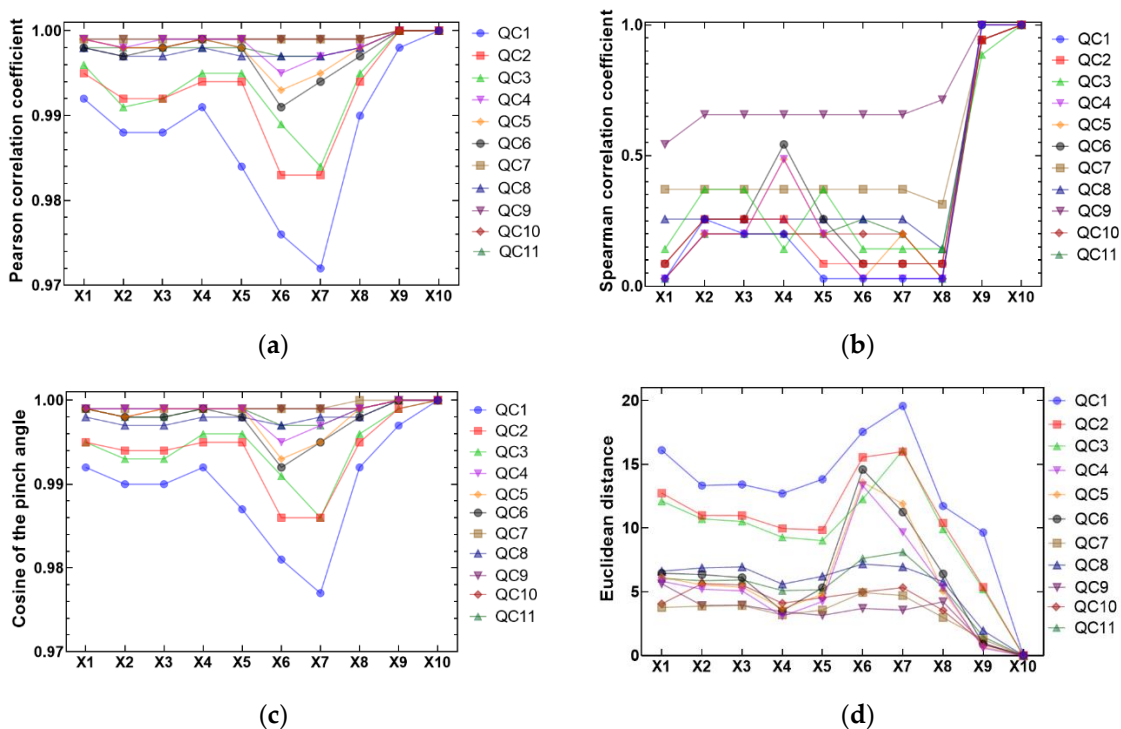 Pearson correlation coefficient
1.00
0.99
0.98
0.97
X1 X2 X3 X4 X5 X6 X7 X8 X9 X10
QC1
QC2
QC3
QC4
QC5
QC6
QC7
QC8
QC9
QC10
QC11
(a)
Spearman correlation coefficient
1.0
0.5
0.0
X1 X2 X3 X4 X5 X6 X7 X8 X9 X10
QC1
QC2
QC3
QC4
QC5
QC6
QC7
QC8
QC9
QC10
QC11
(b)
Cosine of the pinch angle
1.00
0.99
0.98
0.97
X1 X2 X3 X4 X5 X6 X7 X8 X9 X10
QC1
QC2
QC3
QC4
QC5
QC6
QC7
QC8
QC9
QC10
QC11
(c)
Euclidean distance
20
15
10
5
0
X1 X2 X3 X4 X5 X6 X7 X8 X9 X10
QC1
QC2
QC3
QC4
QC5
QC6
QC7
QC8
QC9
QC10
QC11
(d)